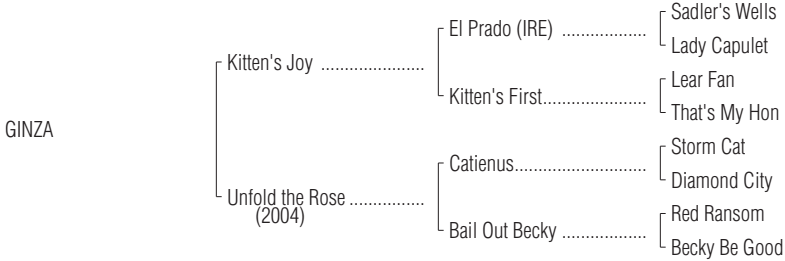 Sadler's Wells
El Prado (IRE) ..................
Lady Capulet
Kitten's Joy ......................
Lear Fan
Kitten's First......................
That's My Hon
GINZA
Storm Cat
Catienus............................
Diamond City
Unfold the Rose ................
(2004)
Red Ransom
Bail Out Becky ..................
Becky Be Good